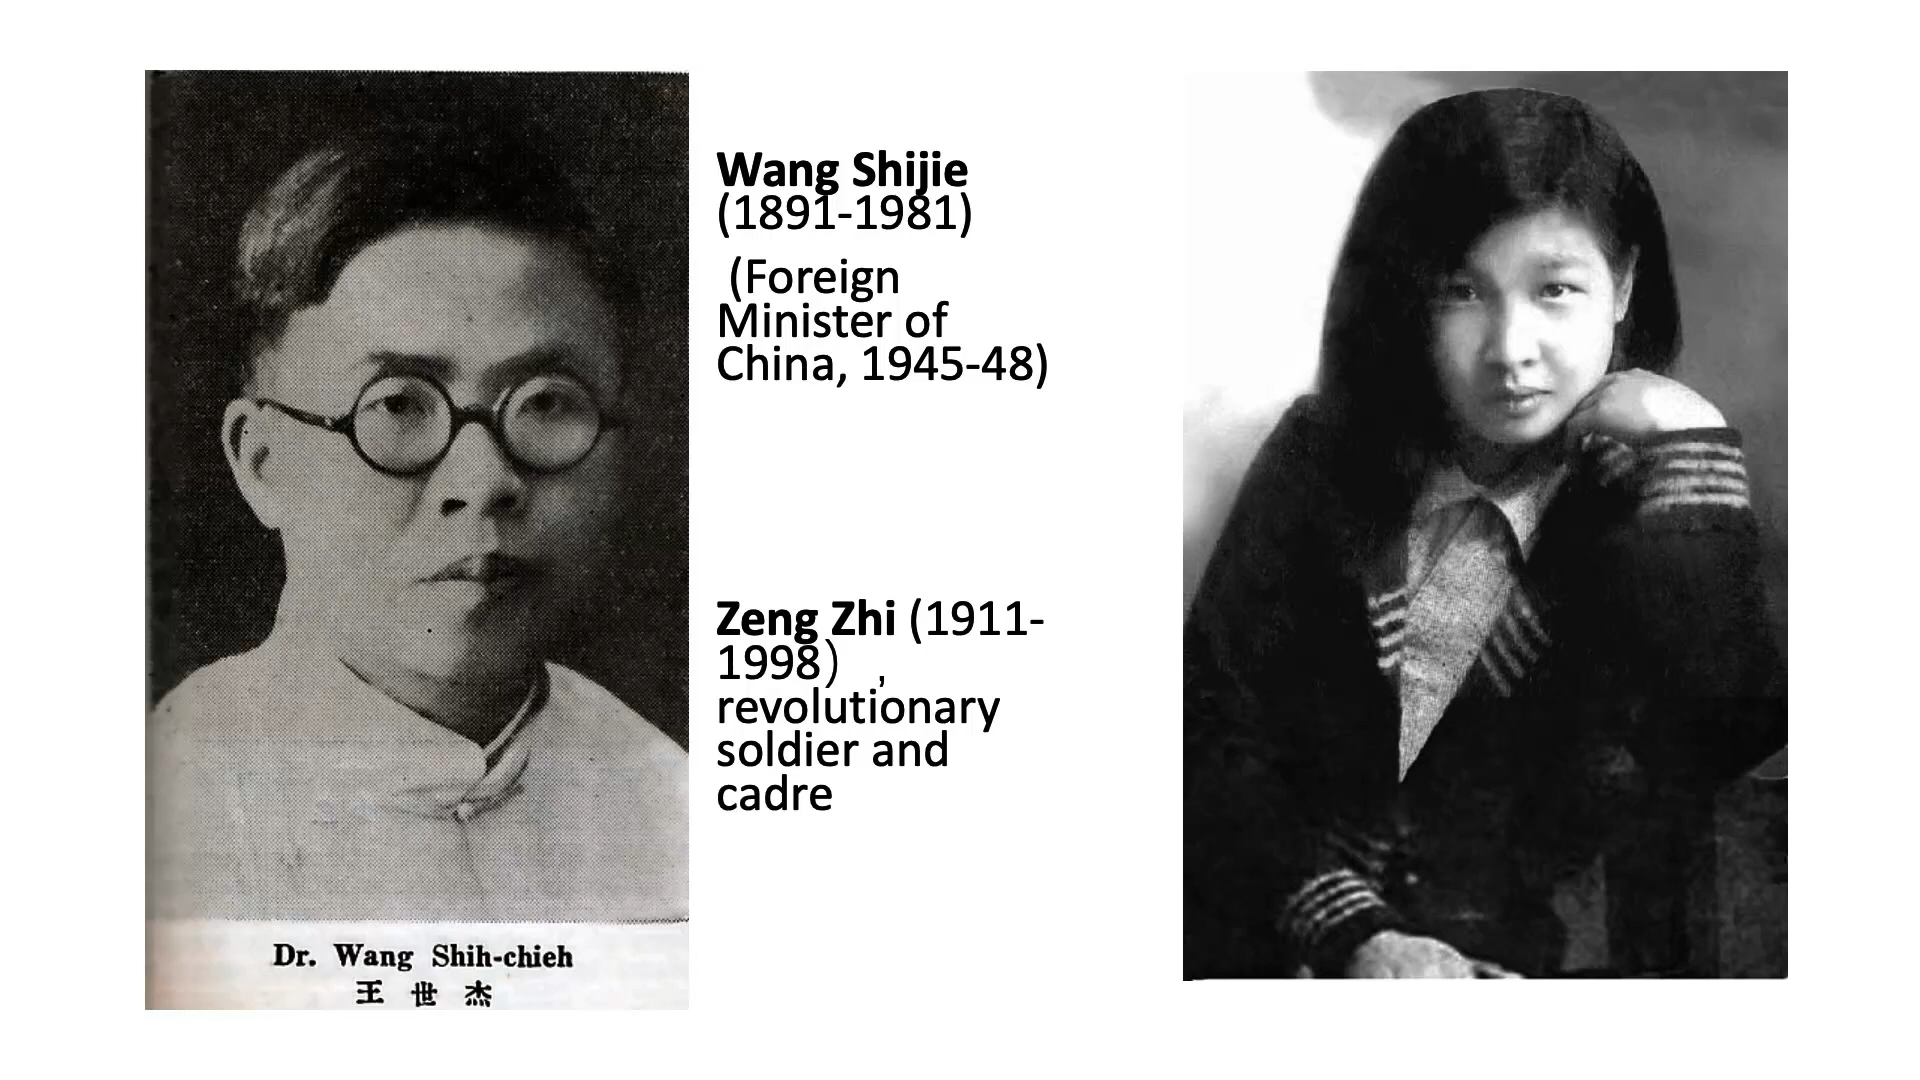 Wang Shijie
(1891-1981)
(Foreign
Minister of
China, 1945-48)
Zeng Zhi (1911-
1998） ,
revolutionary
soldier and
cadre
Dr. Wang Shih-chieh
王 世 杰